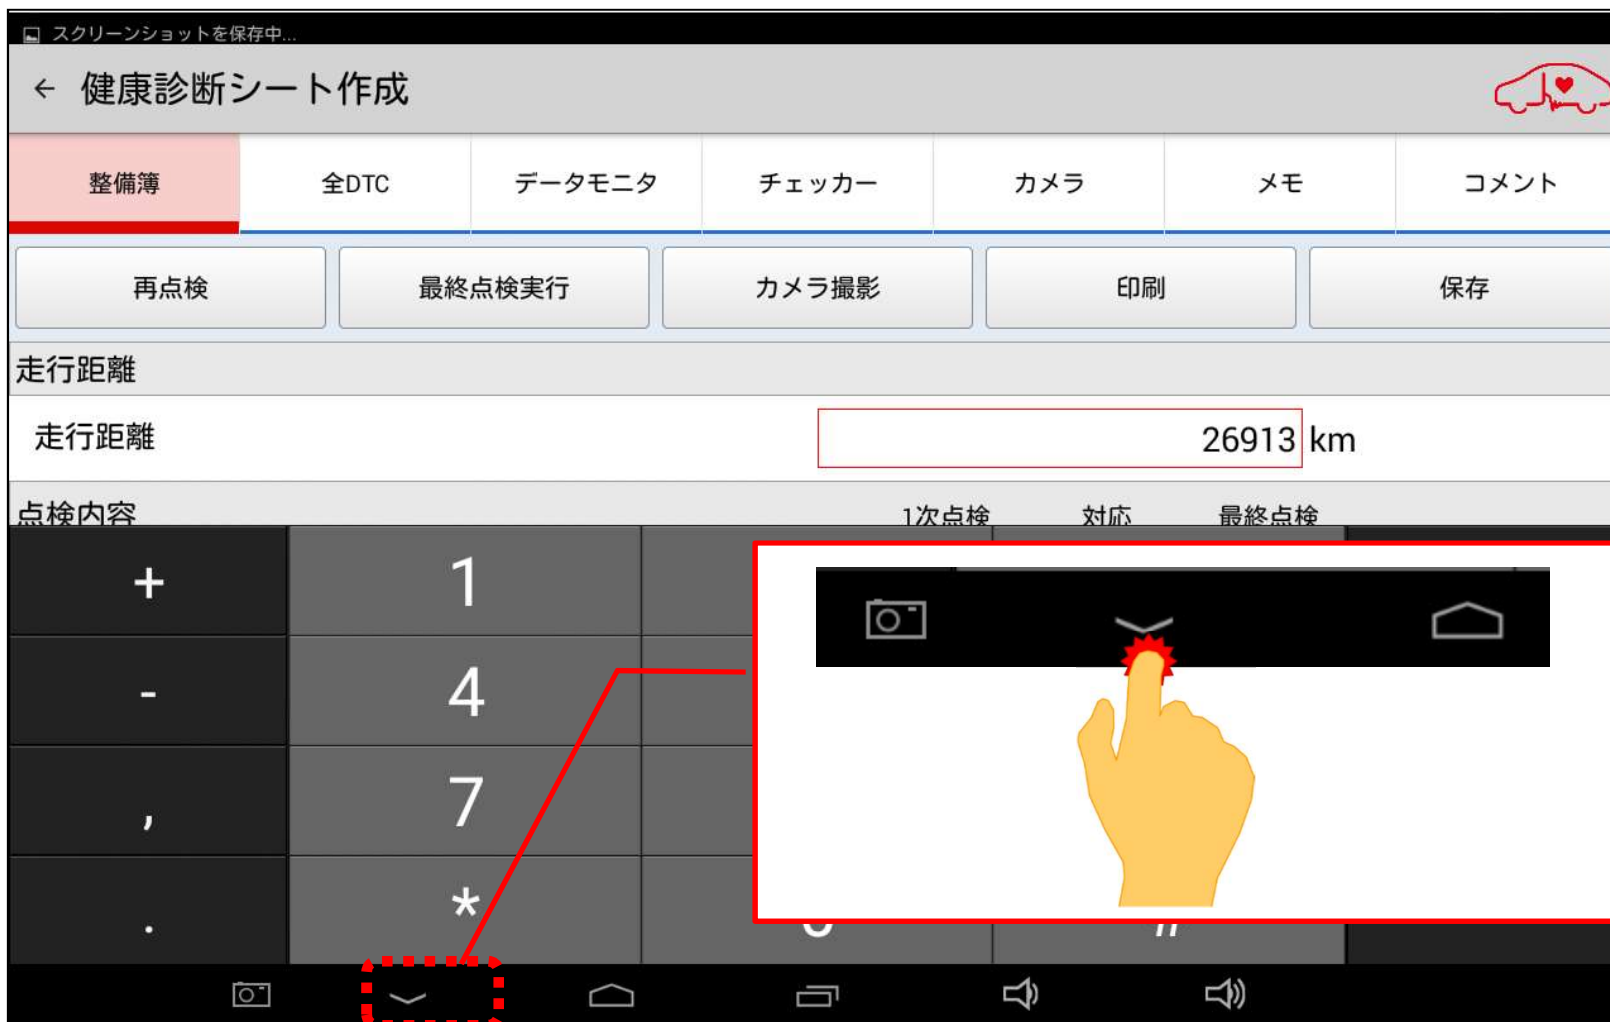 スクリーンショットを保存中...
← 健康診断シート作成
整備簿 全DTC データモニタ チェッカー カメラ メモ コメント
再点検 最終点検実行 カメラ撮影 印刷 保存
走行距離
走行距離 26913 km
点検内容 1次点検 対応 最終点検
+ 1
- 4
, 7
. * #